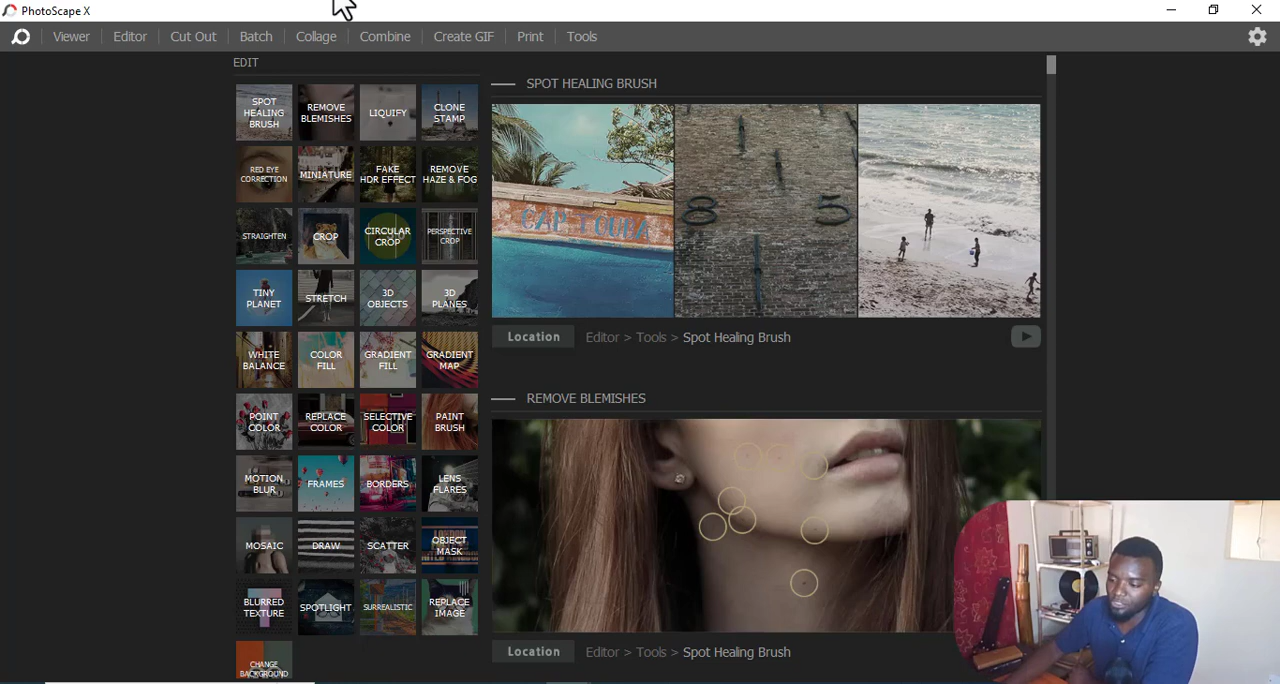 PhotoScape X
Viewer Editor Cut Out Batch Collage Combine Create GIF Print Tools
EDIT
SPOT HEALING BRUSH
REMOVE BLEMISHES
LIQUIFY
CLONE STAMP
RED EYE CORRECTION
MINIATURE
FAKE HDR EFFECT
REMOVE HAZE & FOG
STRAIGHTEN
CROP
CIRCULAR CROP
PERSPECTIVE CROP
TINY PLANET
STRETCH
3D OBJECTS
3D PLANES
WHITE BALANCE
COLOR FILL
GRADIENT FILL
GRADIENT MAP
POINT COLOR
REPLACE COLOR
SELECTIVE COLOR
PAINT BRUSH
MOTION BLUR
FRAMES
BORDERS
LENS FLARES
MOSAIC
DRAW
SCATTER
OBJECT MASK
BLURRED TEXTURE
SPOTLIGHT
SURREALISTIC
REPLACE IMAGE
CHANGE BACKGROUND
SPOT HEALING BRUSH
CAP TOUBA
8 5
Location Editor > Tools > Spot Healing Brush
REMOVE BLEMISHES
Location Editor > Tools > Spot Healing Brush